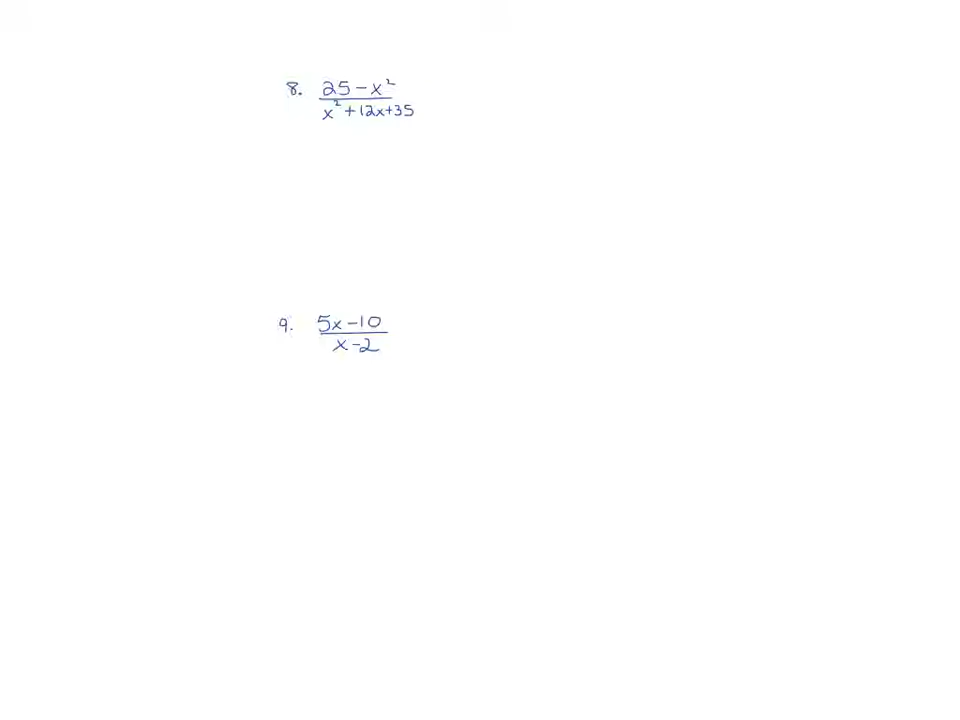 8. 25 - x²
x² + 12x + 35
9. 5x - 10
x - 2